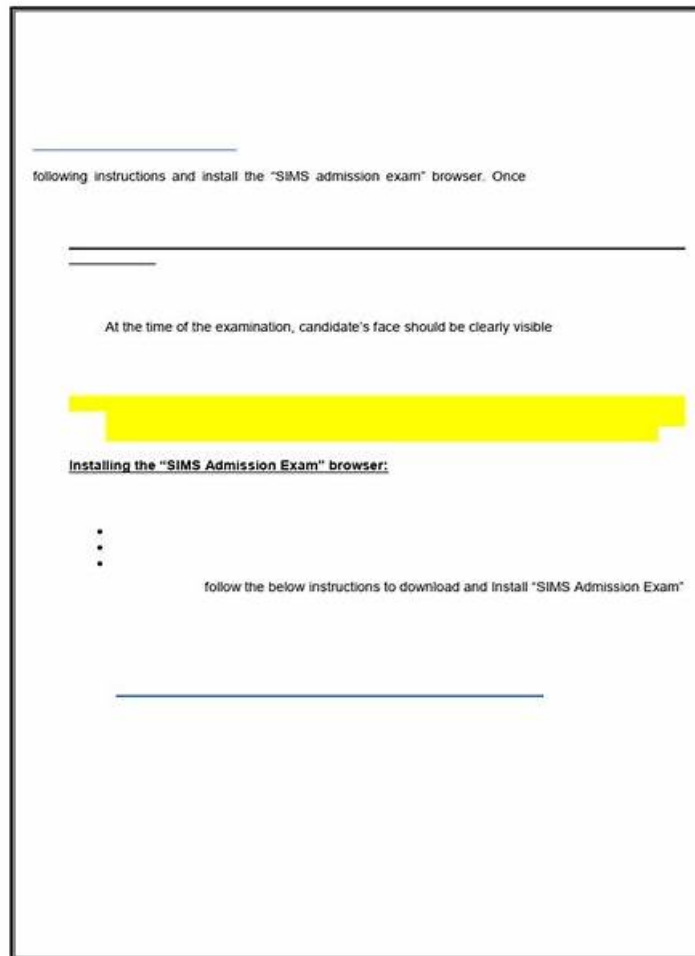 following instructions and install the “SIMS admission exam” browser. Once
At the time of the examination, candidate’s face should be clearly visible
Installing the “SIMS Admission Exam” browser:
follow the below instructions to download and Install “SIMS Admission Exam”